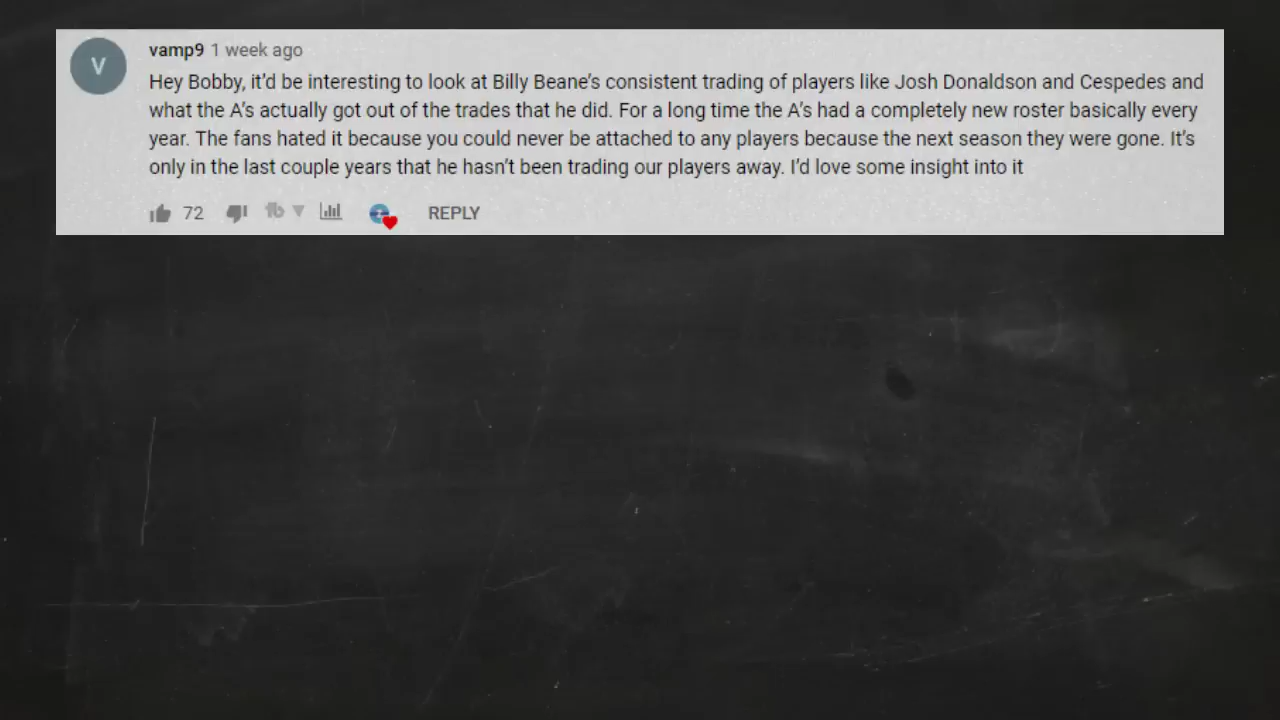 V
vamp9 1 week ago
Hey Bobby, it'd be interesting to look at Billy Beane's consistent trading of players like Josh Donaldson and Cespedes and
what the A's actually got out of the trades that he did. For a long time the A's had a completely new roster basically every
year. The fans hated it because you could never be attached to any players because the next season they were gone. It's
only in the last couple years that he hasn't been trading our players away. I'd love some insight into it
72 REPLY